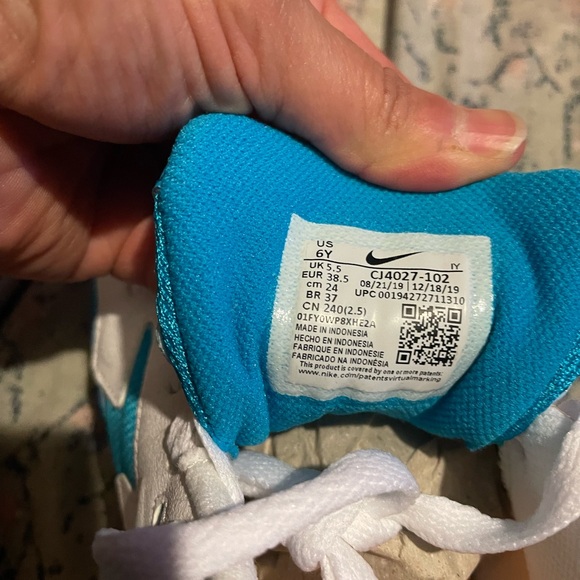 US
6Y
UK 5.5
EUR 38.5
cm 24
BR 37
CN 240(2.5)
CJ4027-102 IY
08/21/19 12/18/19
UPC 00194272711310
01FY0WP8XHE2A
MADE IN INDONESIA
HECHO EN INDONESIA
FABRIQUE EN INDONESIE
FABRICADO NA INDONÉSIA
This product is covered by one or more patents:
www.nike.com/patentsvirtualmarking